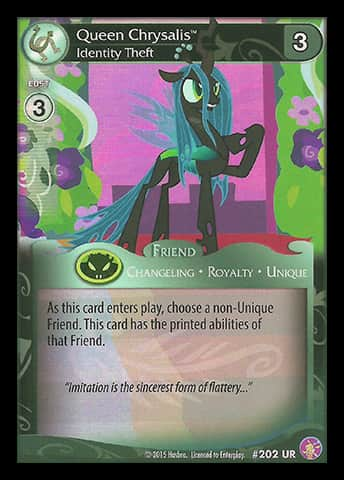 Queen Chrysalis™ 3
Identity Theft
COST
3
FRIEND
CHANGELING • ROYALTY • UNIQUE
As this card enters play, choose a non-Unique
Friend. This card has the printed abilities of
that Friend.
"Imitation is the sincerest form of flattery..."
© 2015 Hasbro. Licensed to Enterplay. #202 UR